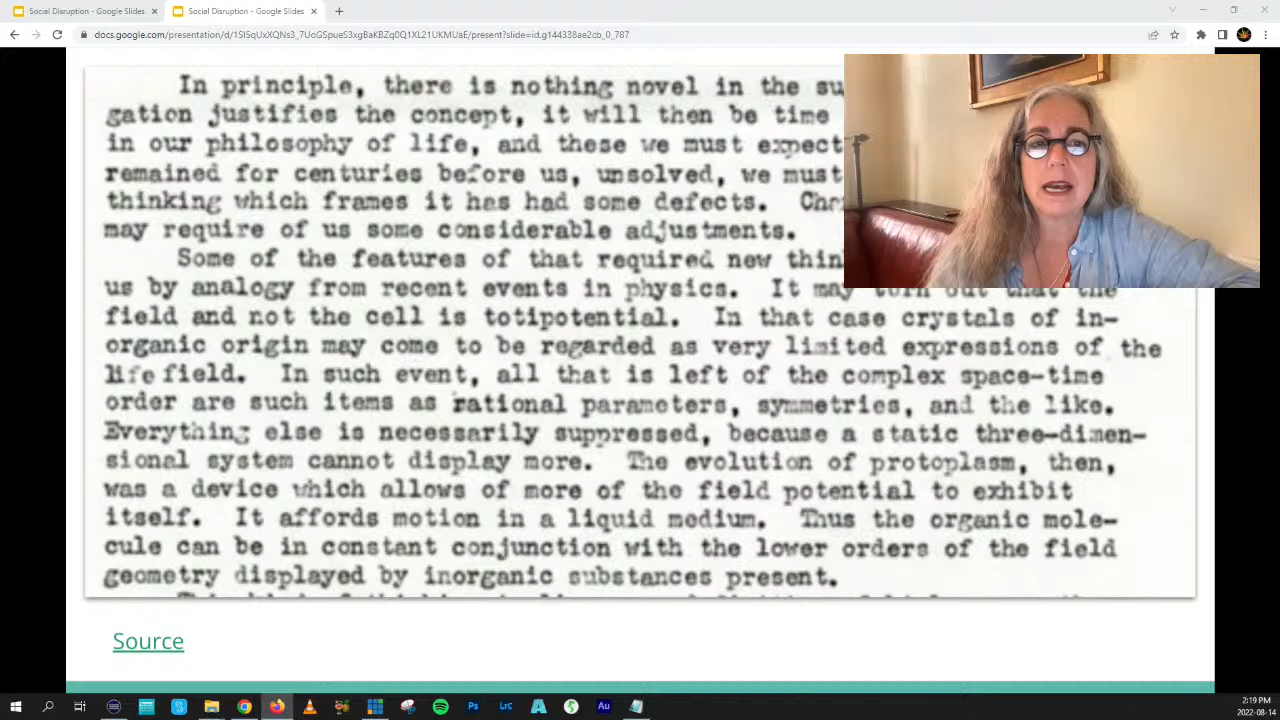 Social Disruption - Google Slides
Social Disruption - Google Slides
docs.google.com/presentation/d/1SISqUxXQNs3_7UoGSpueS3xgBaKBZq0Q1XL21UKMUaE/present?slide=id.g144038ae2cb_0_787
In principle, there is nothing novel in the su
gation justifies the concept, it will then be time
in our philosophy of life, and these we must expect
remained for centuries before us, unsolved, we must
thinking which frames it has had some defects. Chr
may require of us some considerable adjustments.
Some of the features of that required new thin
us by analogy from recent events in physics. It may turn out that the
field and not the cell is totipotential. In that case crystals of in-
organic origin may come to be regarded as very limited expressions of the
life field. In such event, all that is left of the complex space-time
order are such items as rational parameters, symmetries, and the like.
Everything else is necessarily suppressed, because a static three-dimen-
sional system cannot display more. The evolution of protoplasm, then,
was a device which allows of more of the field potential to exhibit
itself. It affords motion in a liquid medium. Thus the organic mole-
cule can be in constant conjunction with the lower orders of the field
geometry displayed by inorganic substances present.
Source
Ps
Lrc
Au
2:19 PM
2022-08-14